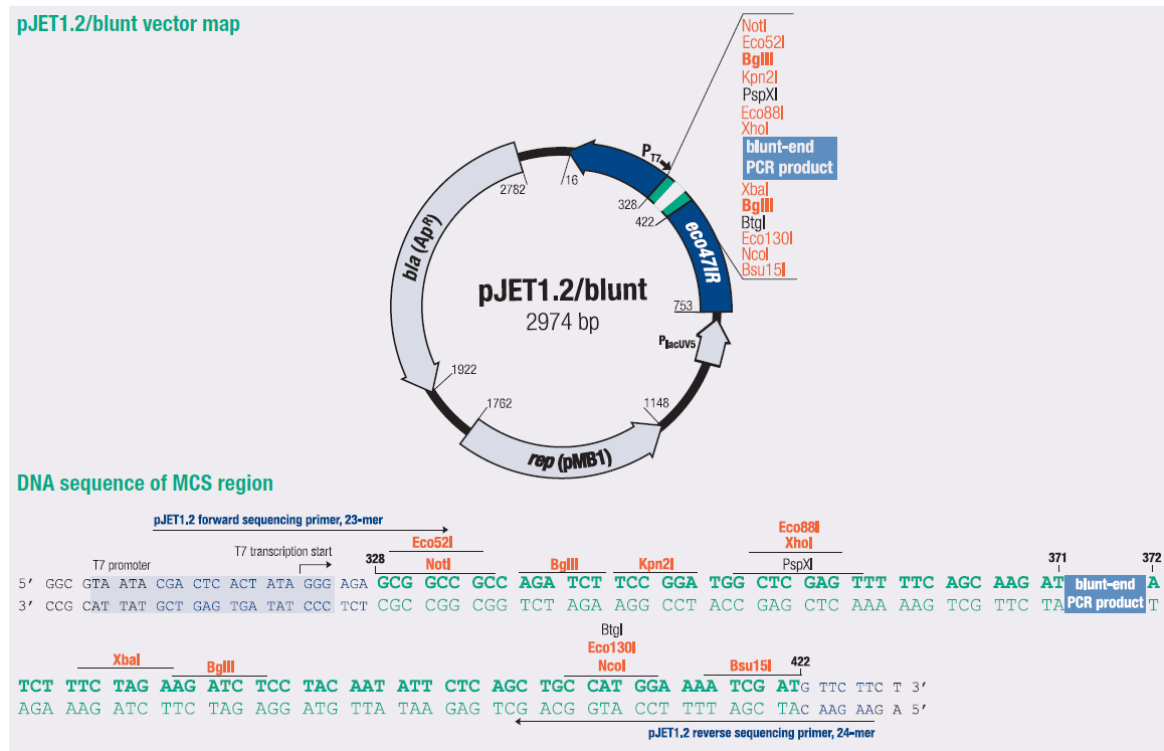 pJET1.2/blunt vector map
NotI
Eco52I
BglII
Kpn2I
PspXI
Eco88I
XhoI
blunt-end
PCR product
XbaI
BglII
BtgI
Eco130I
NcoI
Bsu15I
PT7
2782
16
328
422
eco47IR
bla (ApR)
pJET1.2/blunt
2974 bp
753
PlacUV5
1922
1762
1148
rep (pMB1)
DNA sequence of MCS region
pJET1.2 forward sequencing primer, 23-mer
Eco88I
Eco52I
XhoI
T7 promoter
T7 transcription start
328
NotI
BglII
Kpn2I
PspXI
371
372
5′ GGC GTA ATA CGA CTC ACT ATA GGG AGA GCG GCC GCC AGA TCT TCC GGA TGG CTC GAG TTT TTC AGC AAG AT blunt-end A
3′ CCG CAT TAT GCT GAG TGA TAT CCC TCT CGC CGG CGG TCT AGA AGG CCT ACC GAG CTC AAA AAG TCG TTC TA PCR product T
BtgI
Eco130I
XbaI
BglII
NcoI
Bsu15I
422
TCT TTC TAGA AGATCT CC TAC AAT ATT CTC AGC TGC CAT GGA AAA TCG ATG TTC TTCT 3′
AGA AAG ATC TTC TAG AGG ATG TTA TAA GAG TCG ACG GTA CCT TTT AGC TAC AAG AAGA 5′
pJET1.2 reverse sequencing primer, 24-mer